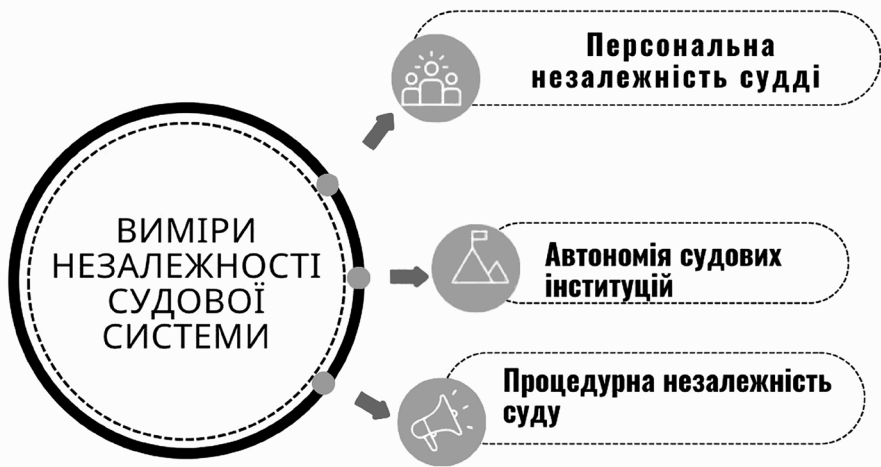 ВИМІРИ
НЕЗАЛЕЖНОСТІ
СУДОВОЇ
СИСТЕМИ
Персональна
незалежність судді
Автономія судових
інституцій
Процедурна незалежність
суду